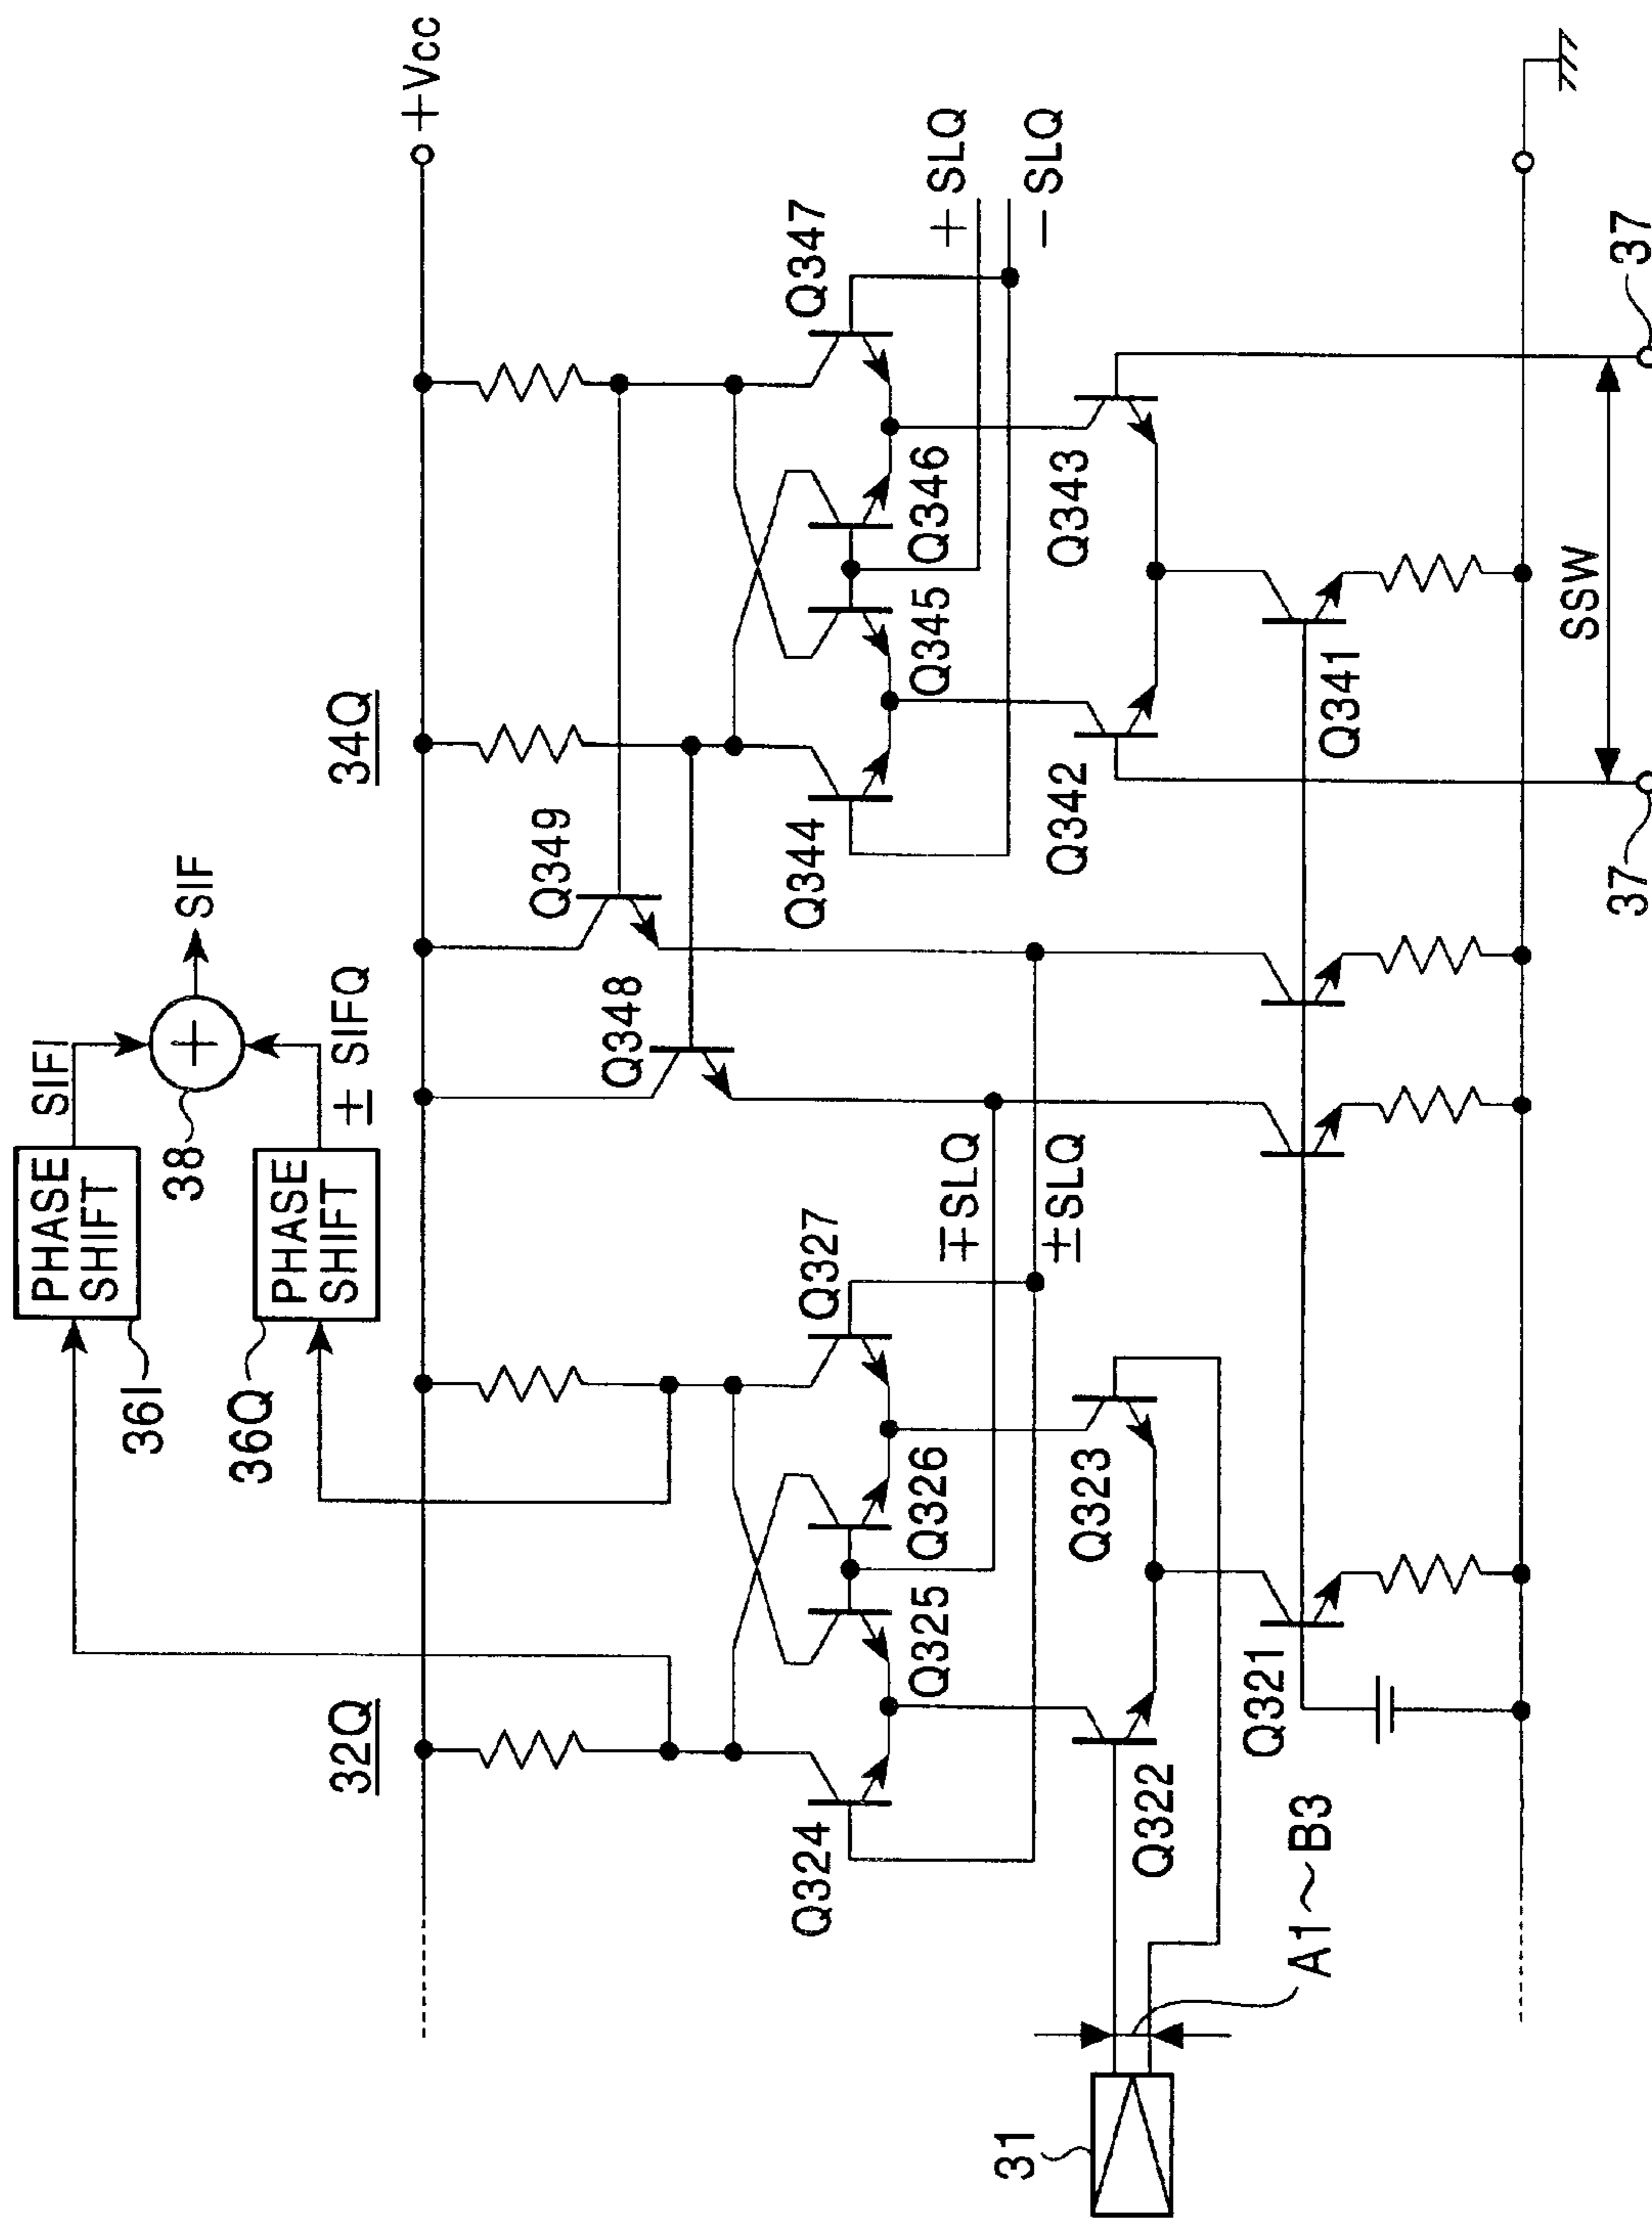 PHASE
SHIFT
SIFI
SIF
38
36I
PHASE
SHIFT
± SIFQ
36Q
32Q
34Q
+Vcc
Q349
Q348
Q324
Q325
Q326
Q327
∓SLQ
±SLQ
Q344
Q345
Q346
Q347
+SLQ
−SLQ
31
A1~B3
Q322
Q323
Q342
Q343
Q321
Q341
SSW
37
37